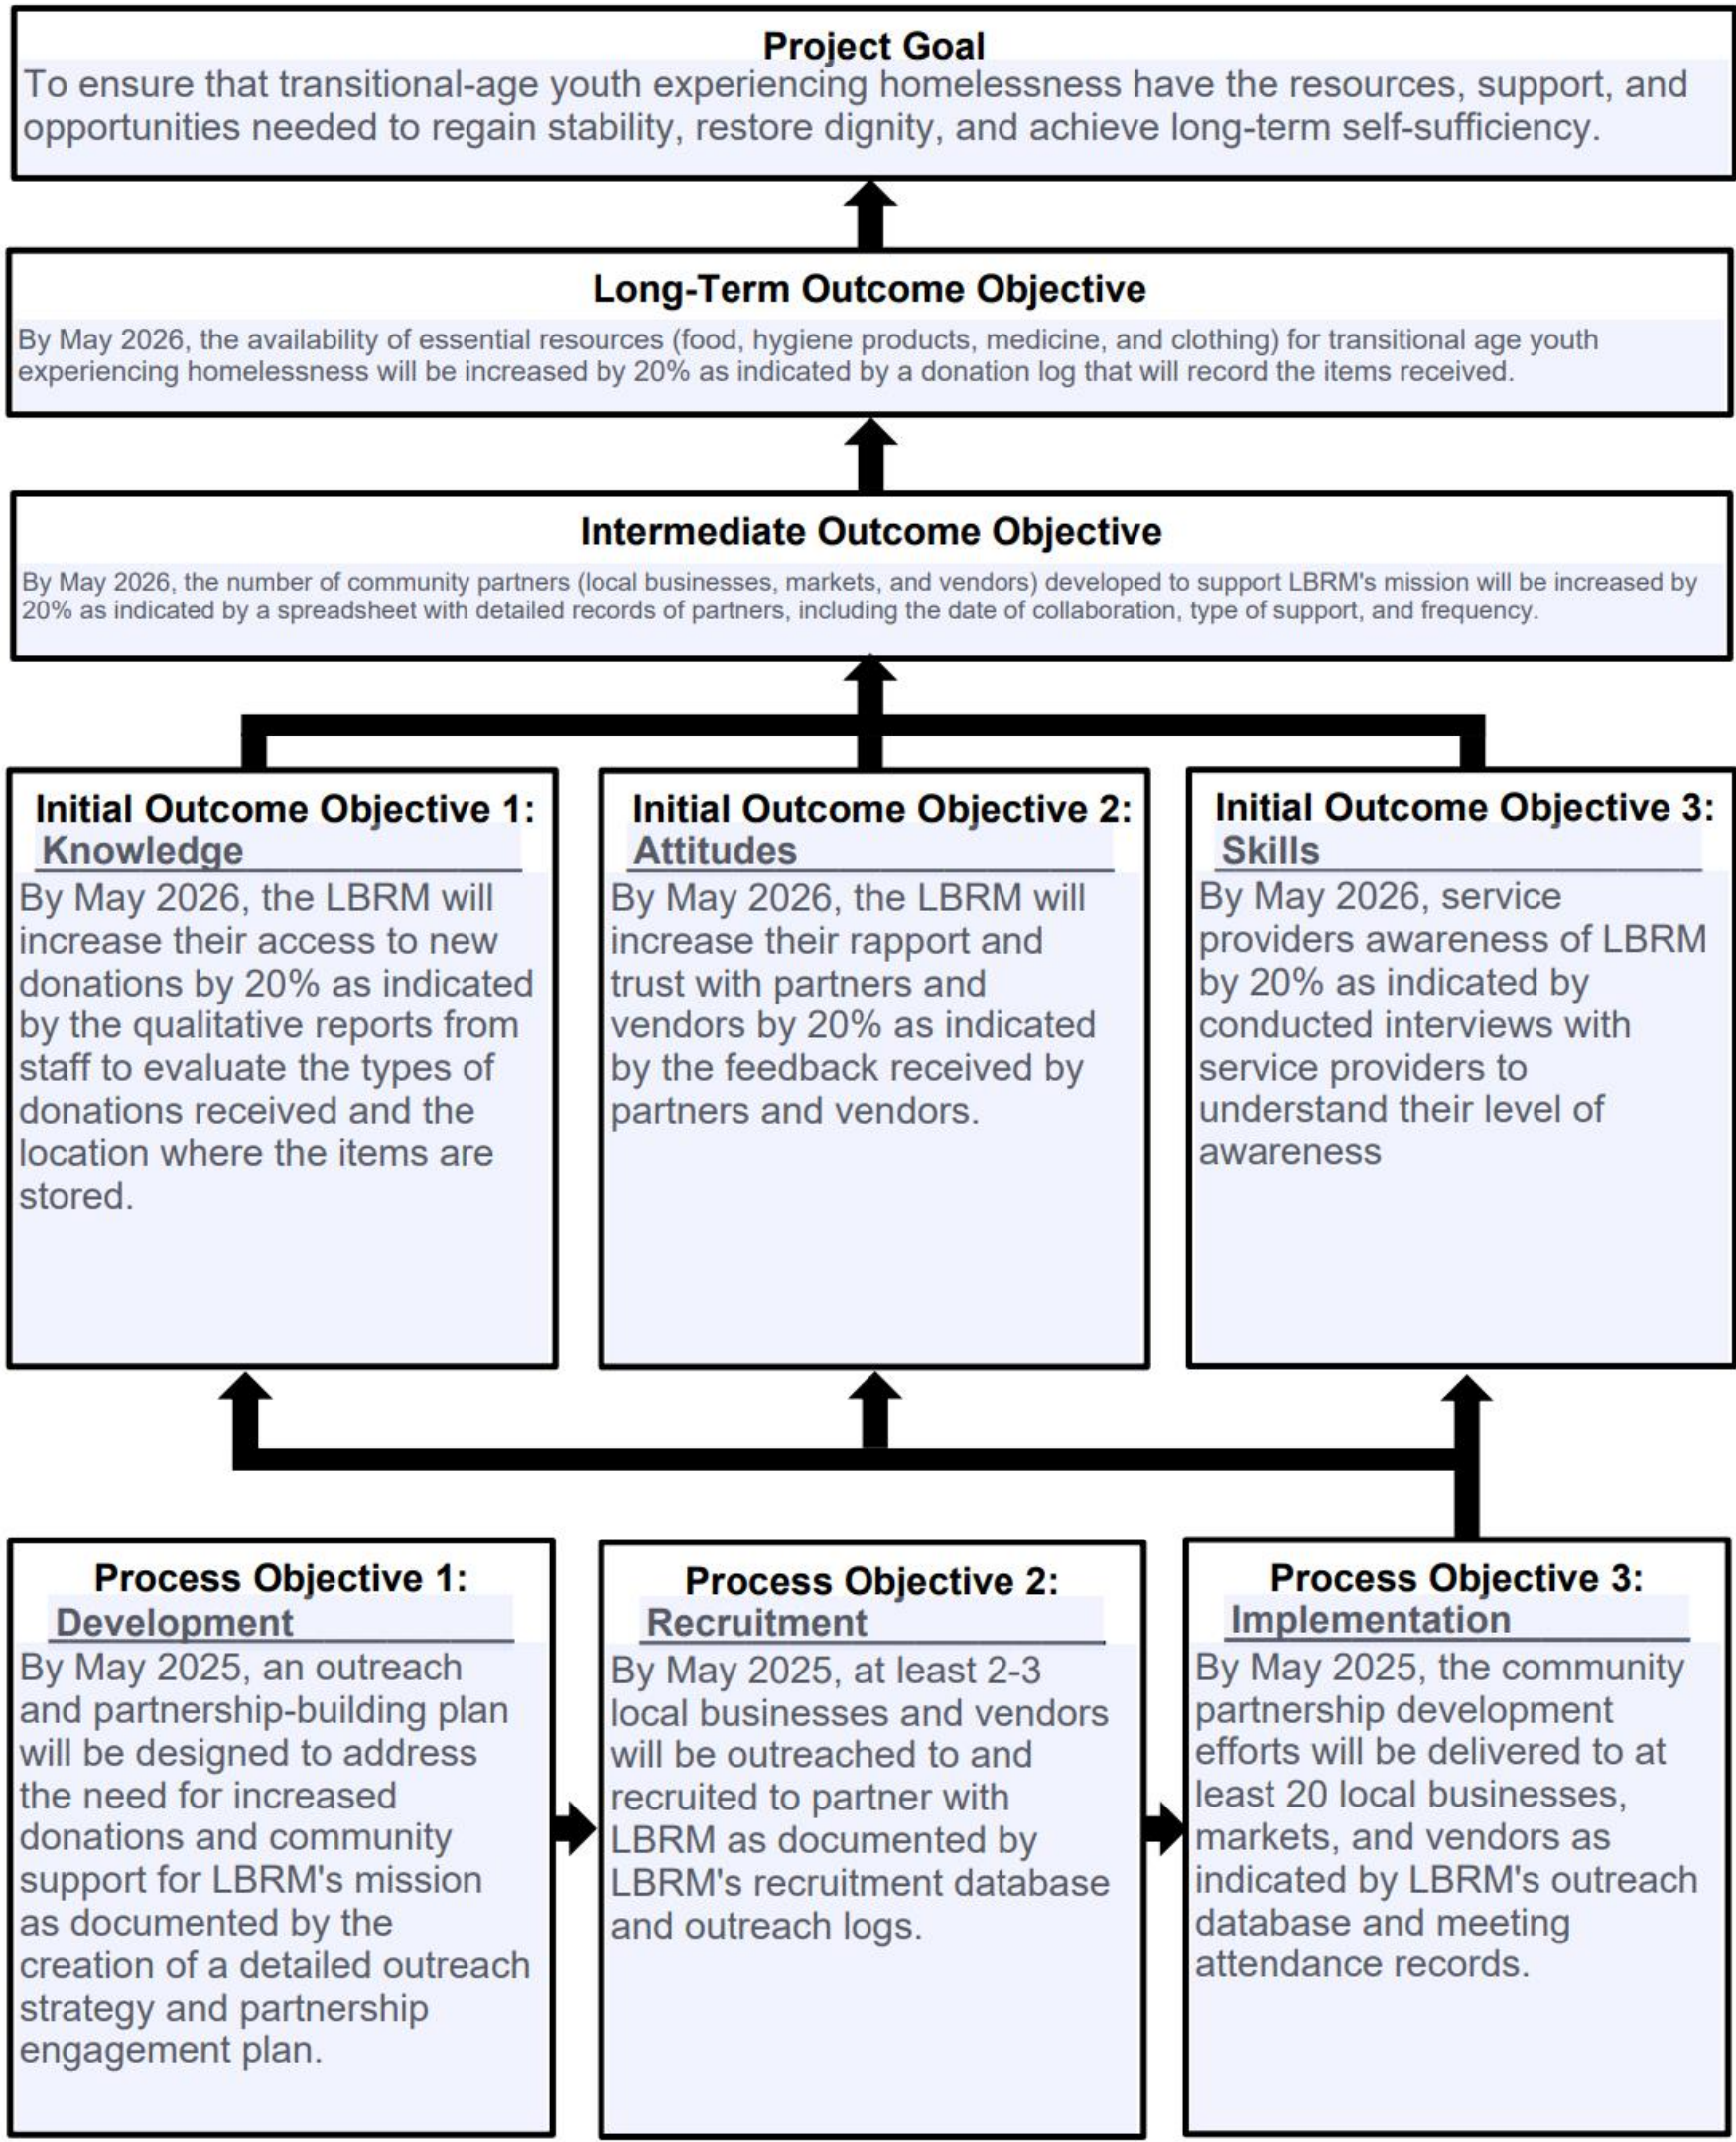 Project Goal
To ensure that transitional-age youth experiencing homelessness have the resources, support, and
opportunities needed to regain stability, restore dignity, and achieve long-term self-sufficiency.
Long-Term Outcome Objective
By May 2026, the availability of essential resources (food, hygiene products, medicine, and clothing) for transitional age youth
experiencing homelessness will be increased by 20% as indicated by a donation log that will record the items received.
Intermediate Outcome Objective
By May 2026, the number of community partners (local businesses, markets, and vendors) developed to support LBRM's mission will be increased by
20% as indicated by a spreadsheet with detailed records of partners, including the date of collaboration, type of support, and frequency.
Initial Outcome Objective 1:
Knowledge
By May 2026, the LBRM will
increase their access to new
donations by 20% as indicated
by the qualitative reports from
staff to evaluate the types of
donations received and the
location where the items are
stored.
Initial Outcome Objective 2:
Attitudes
By May 2026, the LBRM will
increase their rapport and
trust with partners and
vendors by 20% as indicated
by the feedback received by
partners and vendors.
Initial Outcome Objective 3:
Skills
By May 2026, service
providers awareness of LBRM
by 20% as indicated by
conducted interviews with
service providers to
understand their level of
awareness
Process Objective 1:
Development
By May 2025, an outreach
and partnership-building plan
will be designed to address
the need for increased
donations and community
support for LBRM's mission
as documented by the
creation of a detailed outreach
strategy and partnership
engagement plan.
Process Objective 2:
Recruitment
By May 2025, at least 2-3
local businesses and vendors
will be outreached to and
recruited to partner with
LBRM as documented by
LBRM's recruitment database
and outreach logs.
Process Objective 3:
Implementation
By May 2025, the community
partnership development
efforts will be delivered to at
least 20 local businesses,
markets, and vendors as
indicated by LBRM's outreach
database and meeting
attendance records.